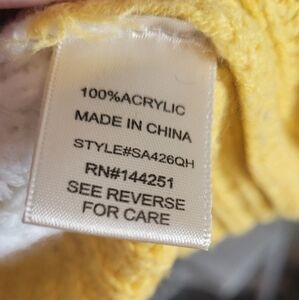 100%ACRYLIC
MADE IN CHINA
STYLE#SA426QH
RN#144251
SEE REVERSE
FOR CARE